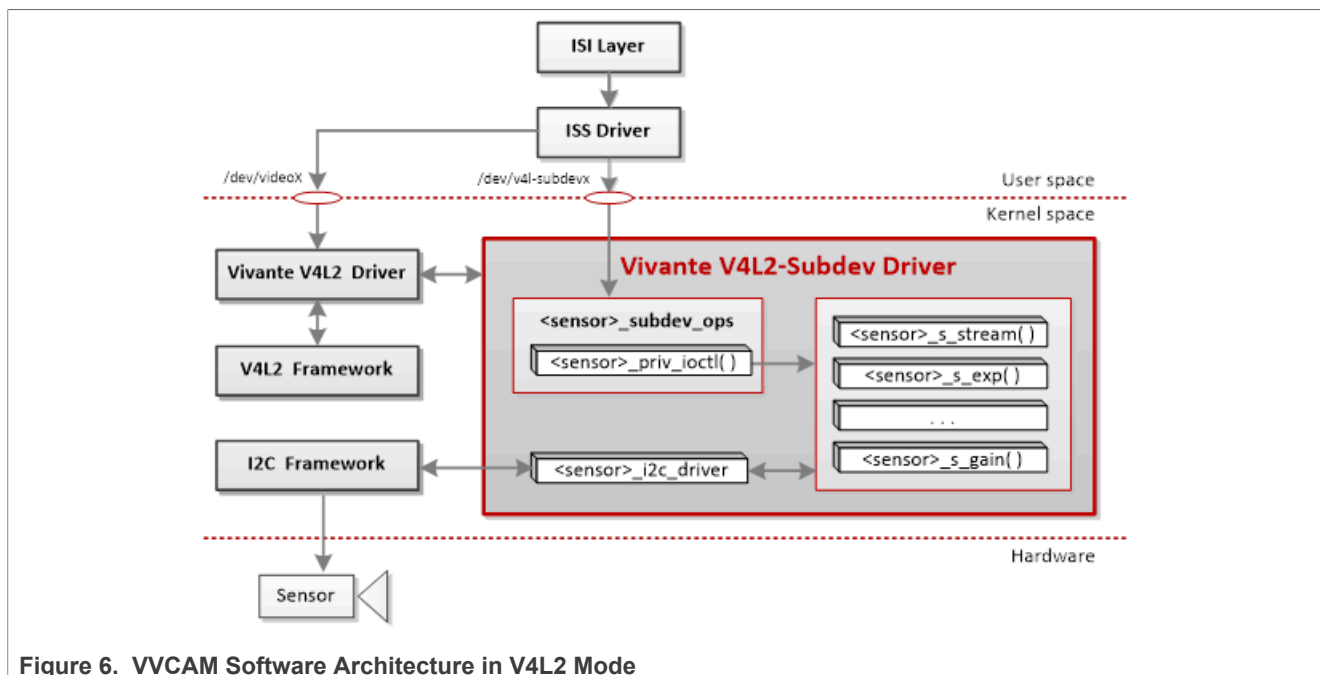 ISI Layer
ISS Driver
/dev/videoX
/dev/v4l-subdevx
User space
Kernel space
Vivante V4L2 Driver
Vivante V4L2-Subdev Driver
<sensor>_subdev_ops
<sensor>_priv_ioctl( )
<sensor>_s_stream( )
<sensor>_s_exp( )
. . .
<sensor>_s_gain( )
V4L2 Framework
I2C Framework
<sensor>_i2c_driver
Hardware
Sensor
Figure 6. VVCAM Software Architecture in V4L2 Mode